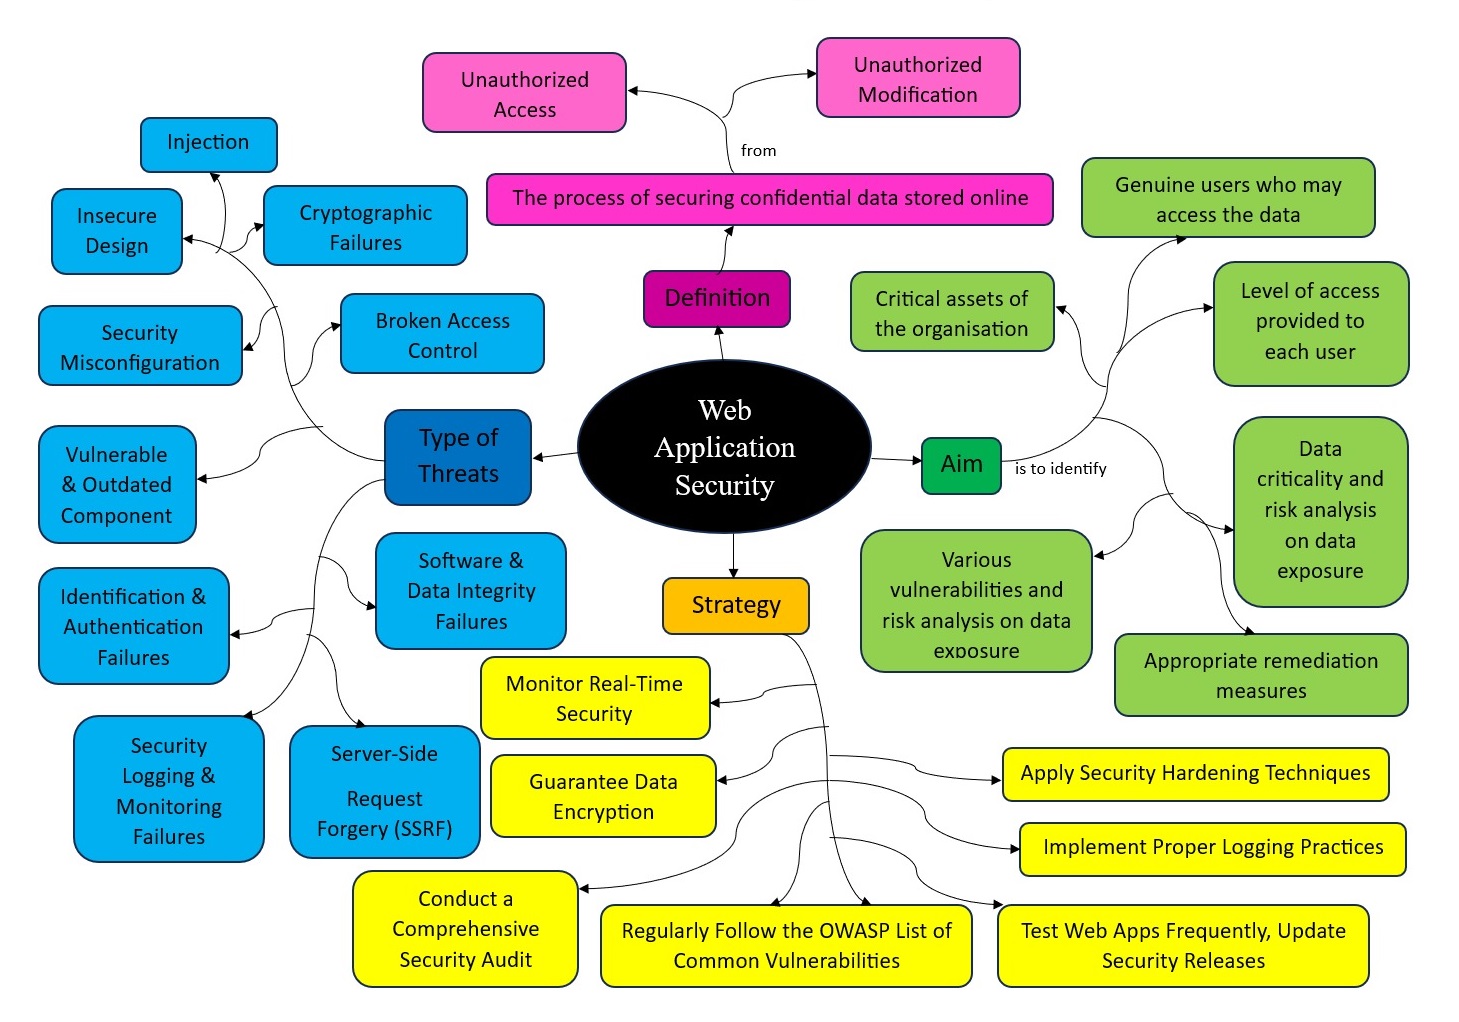 Unauthorized
Access
Unauthorized
Modification
from
The process of securing confidential data stored online
Definition
Web
Application
Security
Type of
Threats
Injection
Insecure
Design
Cryptographic
Failures
Security
Misconfiguration
Broken Access
Control
Vulnerable
& Outdated
Component
Identification &
Authentication
Failures
Software &
Data Integrity
Failures
Security
Logging &
Monitoring
Failures
Server-Side
Request
Forgery (SSRF)
Aim
is to identify
Genuine users who may
access the data
Critical assets of
the organisation
Level of access
provided to
each user
Data
criticality and
risk analysis
on data
exposure
Various
vulnerabilities and
risk analysis on data
exposure
Appropriate remediation
measures
Strategy
Monitor Real-Time
Security
Guarantee Data
Encryption
Apply Security Hardening Techniques
Implement Proper Logging Practices
Conduct a
Comprehensive
Security Audit
Regularly Follow the OWASP List of
Common Vulnerabilities
Test Web Apps Frequently, Update
Security Releases